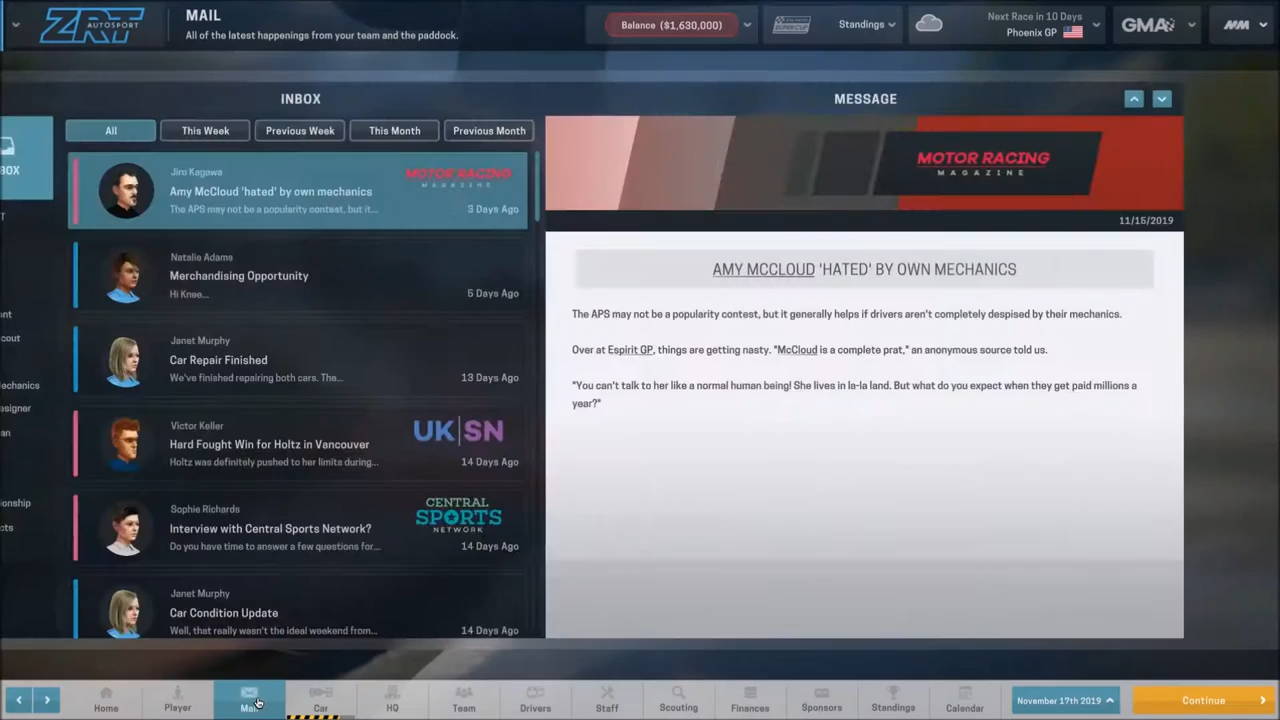 ZRT
AUTOSPORT
MAIL
All of the latest happenings from your team and the paddock.
Balance ($1,630,000)
Standings
Next Race in 10 Days
Phoenix GP
GMA
INBOX
MESSAGE
All
This Week
Previous Week
This Month
Previous Month
BOX
Jiro Kagawa
Amy McCloud 'hated' by own mechanics
The APS may not be a popularity contest, but it...
MOTOR RACING
MAGAZINE
3 Days Ago
Natalie Adams
Merchandising Opportunity
Hi Knee...
5 Days Ago
Janet Murphy
Car Repair Finished
We've finished repairing both cars. The...
13 Days Ago
Victor Keller
Hard Fought Win for Holtz in Vancouver
Holtz was definitely pushed to her limits during...
UK|SN
14 Days Ago
Sophie Richards
Interview with Central Sports Network?
Do you have time to answer a few questions for...
CENTRAL
SPORTS
NETWORK
14 Days Ago
Janet Murphy
Car Condition Update
Well, that really wasn't the ideal weekend from...
14 Days Ago
T
nt
cout
echanics
esigner
an
ionship
cts
MOTOR RACING
MAGAZINE
11/15/2019
AMY MCCLOUD 'HATED' BY OWN MECHANICS
The APS may not be a popularity contest, but it generally helps if drivers aren't completely despised by their mechanics.
Over at Espirit GP, things are getting nasty. "McCloud is a complete prat," an anonymous source told us.
"You can't talk to her like a normal human being! She lives in la-la land. But what do you expect when they get paid millions a
year?"
Home
Player
Mail
Car
HQ
Team
Drivers
Staff
Scouting
Finances
Sponsors
Standings
Calendar
November 17th 2019
Continue